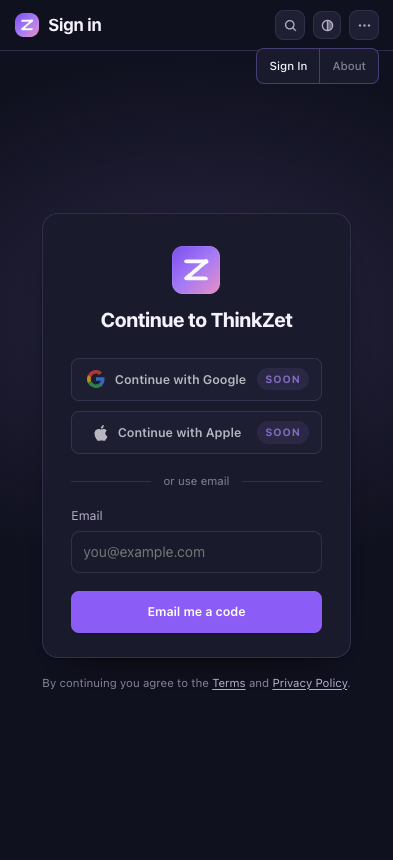 Sign in
Sign In
About
Continue to ThinkZet
Continue with Google SOON
Continue with Apple SOON
or use email
Email
you@example.com
Email me a code
By continuing you agree to the Terms and Privacy Policy.